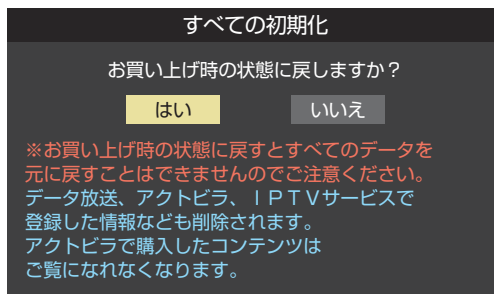 すべての初期化
お買い上げ時の状態に戻しますか？
はい いいえ
※お買い上げ時の状態に戻すとすべてのデータを
元に戻すことはできませんのでご注意ください。
データ放送、アクトビラ、ＩＰＴＶサービスで
登録した情報なども削除されます。
アクトビラで購入したコンテンツは
ご覧になれなくなります。